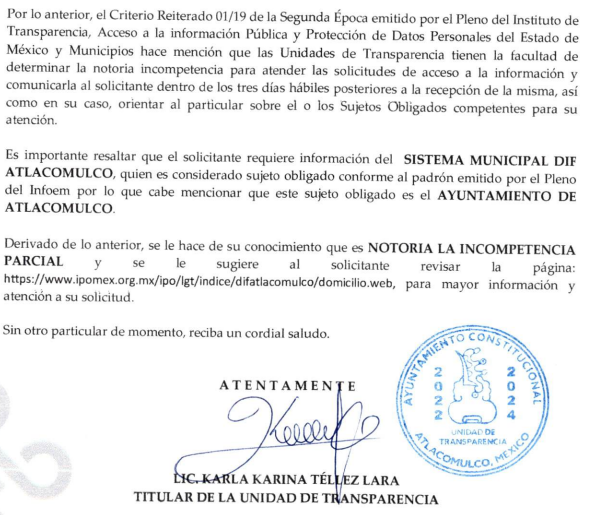 Por lo anterior, el Criterio Reiterado 01/19 de la Segunda Época emitido por el Pleno del Instituto de
Transparencia, Acceso a la información Pública y Protección de Datos Personales del Estado de
México y Municipios hace mención que las Unidades de Transparencia tienen la facultad de
determinar la notoria incompetencia para atender las solicitudes de acceso a la información y
comunicarla al solicitante dentro de los tres días hábiles posteriores a la recepción de la misma, así
como en su caso, orientar al particular sobre el o los Sujetos Obligados competentes para su
atención.
Es importante resaltar que el solicitante requiere información del SISTEMA MUNICIPAL DIF
ATLACOMULCO, quien es considerado sujeto obligado conforme al padrón emitido por el Pleno
del Infoem por lo que cabe mencionar que este sujeto obligado es el AYUNTAMIENTO DE
ATLACOMULCO.
Derivado de lo anterior, se le hace de su conocimiento que es NOTORIA LA INCOMPETENCIA
PARCIAL y se le sugiere al solicitante revisar la página:
https://www.ipomex.org.mx/ipo/lgt/indice/difatlacomulco/domicilio.web, para mayor información y
atención a su solicitud.
Sin otro particular de momento, reciba un cordial saludo.
AYUNTAMIENTO CONSTITUCIONAL
2022
2024
UNIDAD DE
TRANSPARENCIA
ATLACOMULCO, MÉXICO
ATENTAMENTE
LIC. KARLA KARINA TÉLLEZ LARA
TITULAR DE LA UNIDAD DE TRANSPARENCIA